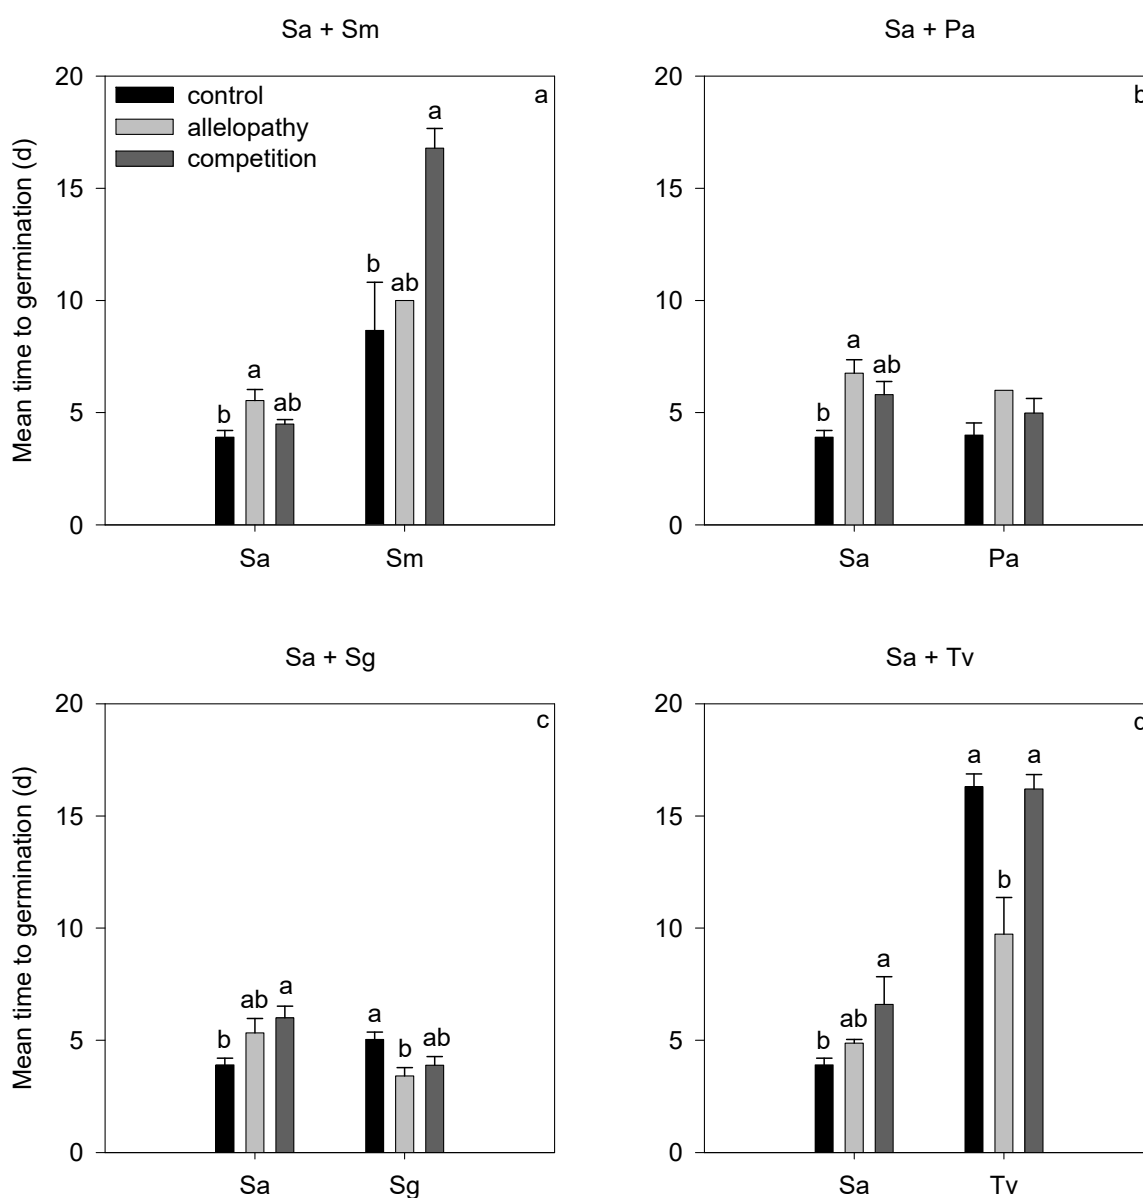 Sa + Sm
Sa + Pa
Mean time to germination (d)
20
15
10
5
0
control
allelopathy
competition
a
b
a
ab
b
ab
a
Sa
Sm
20
15
10
5
0
b
b
a
ab
Sa
Pa
Sa + Sg
Sa + Tv
Mean time to germination (d)
20
15
10
5
0
c
b
ab
a
a
b
ab
Sa
Sg
20
15
10
5
0
d
b
ab
a
a
b
a
Sa
Tv